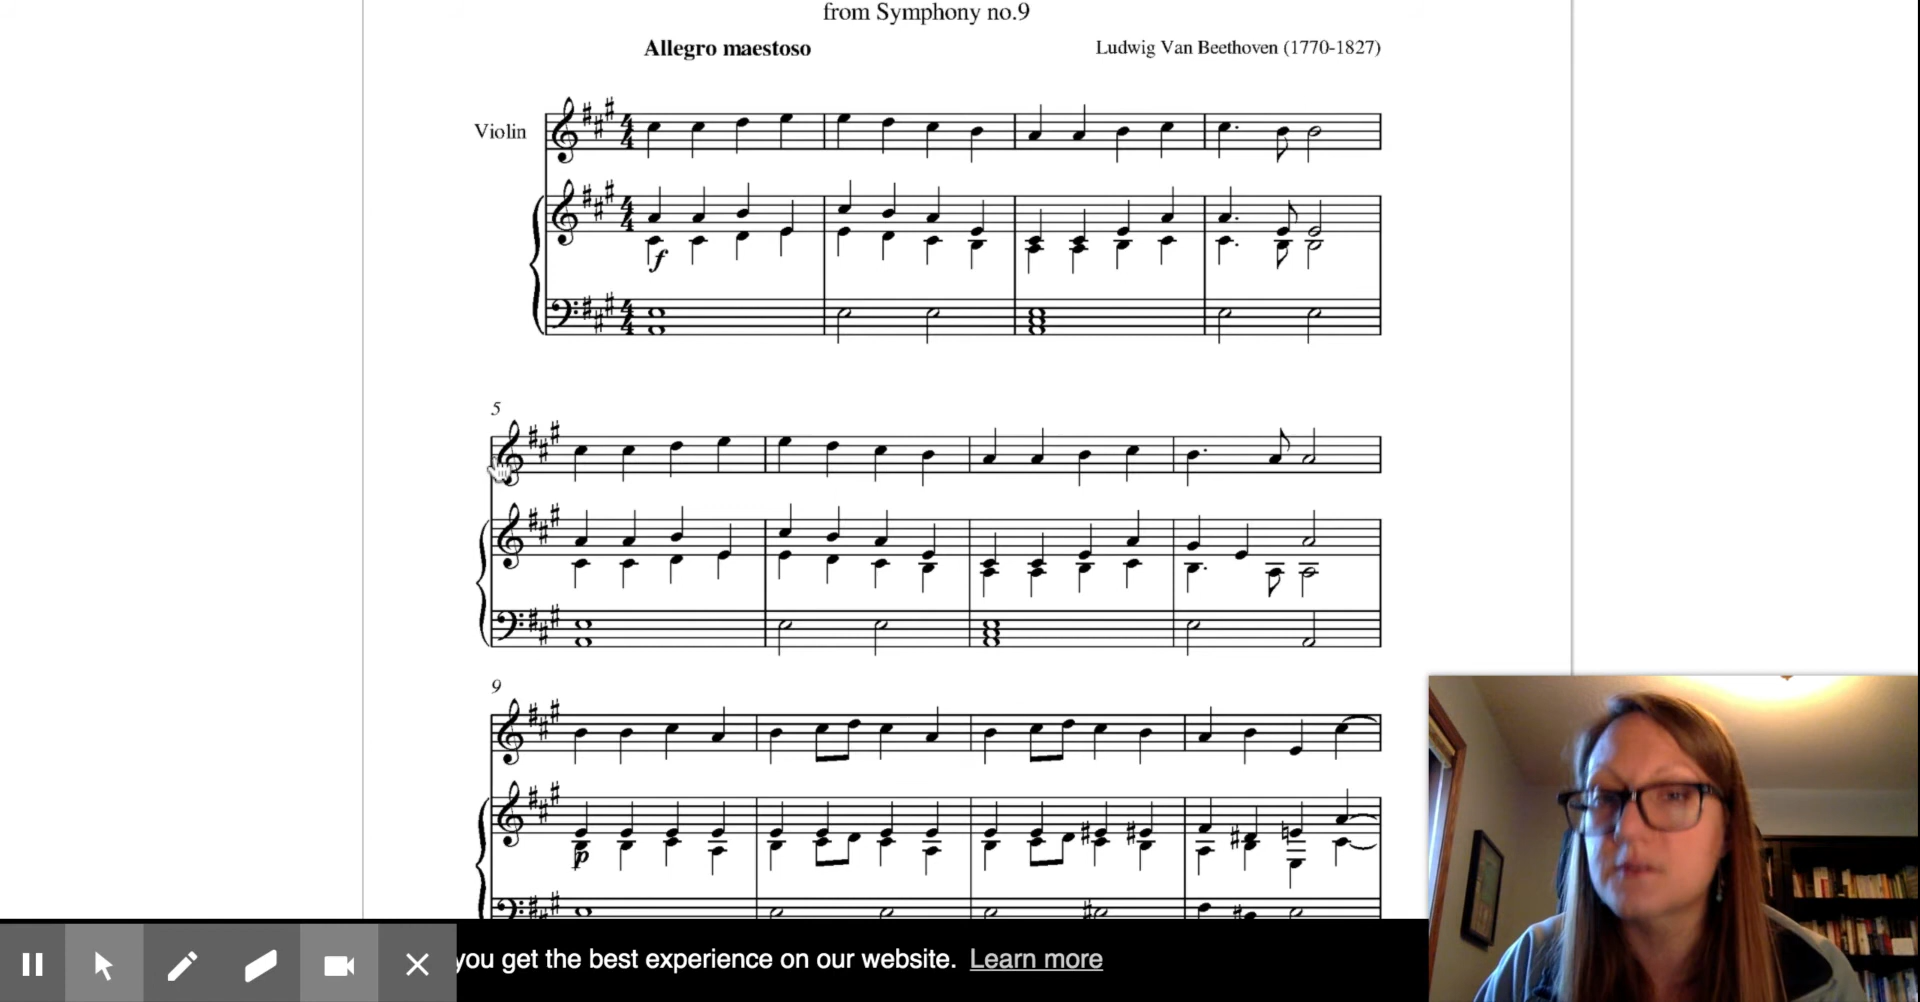 from Symphony no.9
Allegro maestoso
Ludwig Van Beethoven (1770-1827)
Violin
f
5
9
p
you get the best experience on our website. Learn more